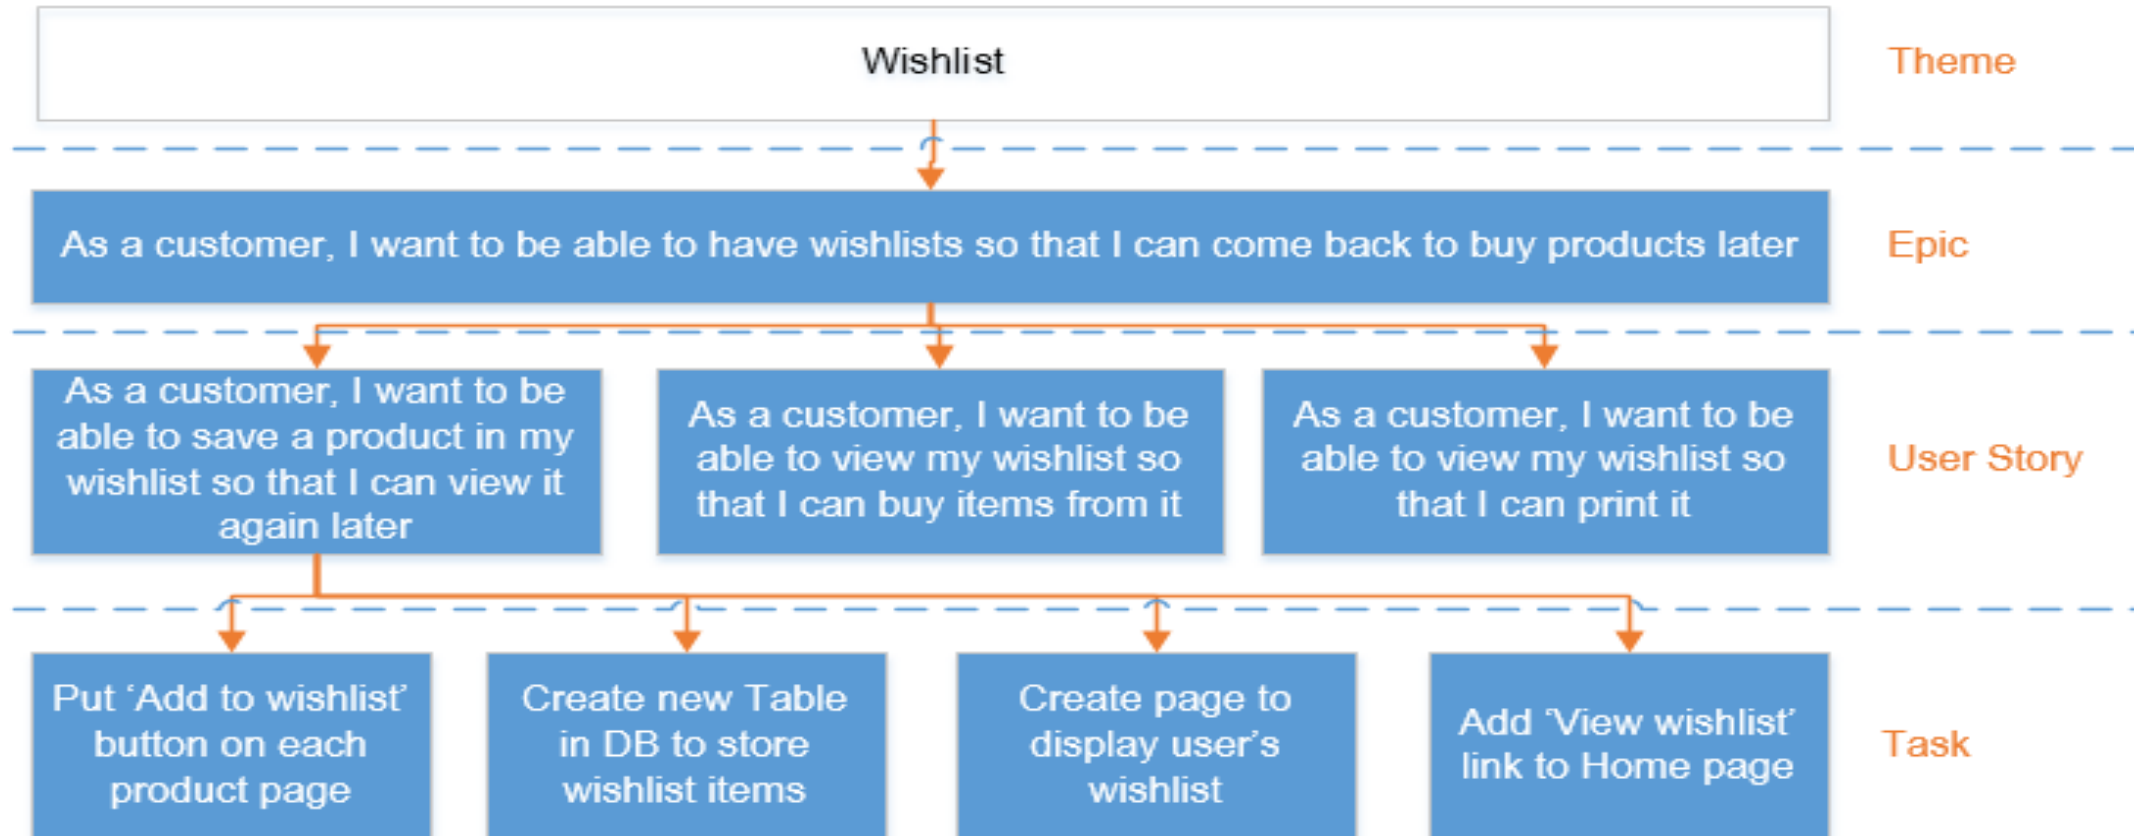 Wishlist
Theme
As a customer, I want to be able to have wishlists so that I can come back to buy products later
Epic
As a customer, I want to be
able to save a product in my
wishlist so that I can view it
again later
As a customer, I want to be
able to view my wishlist so
that I can buy items from it
As a customer, I want to be
able to view my wishlist so
that I can print it
User Story
Put ‘Add to wishlist’
button on each
product page
Create new Table
in DB to store
wishlist items
Create page to
display user’s
wishlist
Add ‘View wishlist’
link to Home page
Task